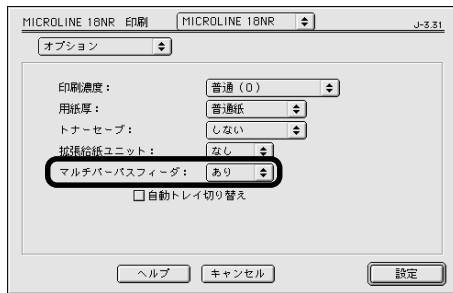 MICROLINE 18NR 印刷 MICROLINE 18NR J-3.31
オプション
印刷濃度： 普通（0）
用紙厚： 普通紙
トナーセーブ： しない
拡張給紙ユニット： なし
マルチパーパスフィーダ： あり
自動トレイ切り替え
ヘルプ キャンセル 設定